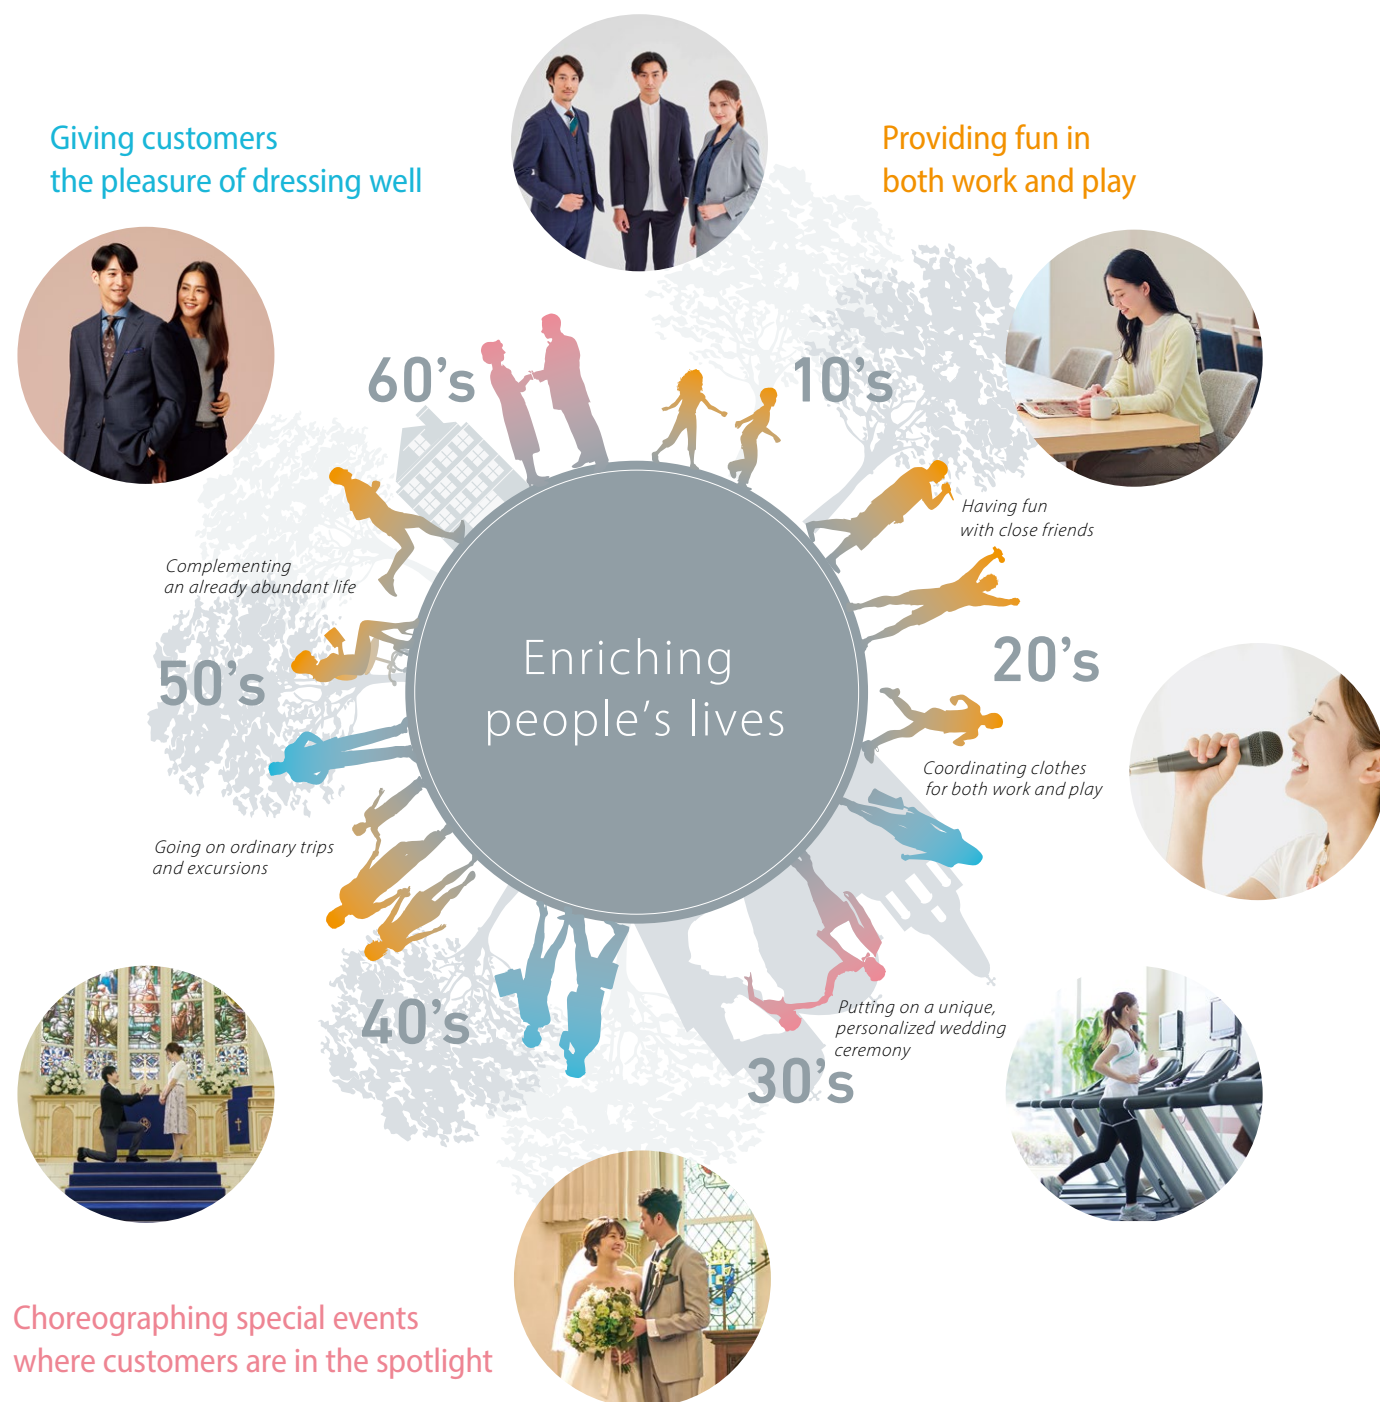 Giving customers
the pleasure of dressing well
Providing fun in
both work and play
60's
10's
Having fun
with close friends
Complementing
an already abundant life
Enriching
people's lives
20's
50's
Coordinating clothes
for both work and play
Going on ordinary trips
and excursions
40's
Putting on a unique,
personalized wedding
ceremony
30's
Choreographing special events
where customers are in the spotlight